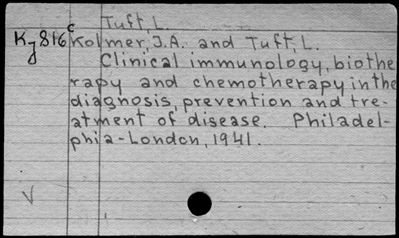 Tuft, L.
Ky816c Kolmer, J.A. and Tuft, L.
Clinical immunology, biothe
rapy and chemotherapy in the
diagnosis, prevention and tre-
atment of disease. Philadel-
phia-London, 1941.
V